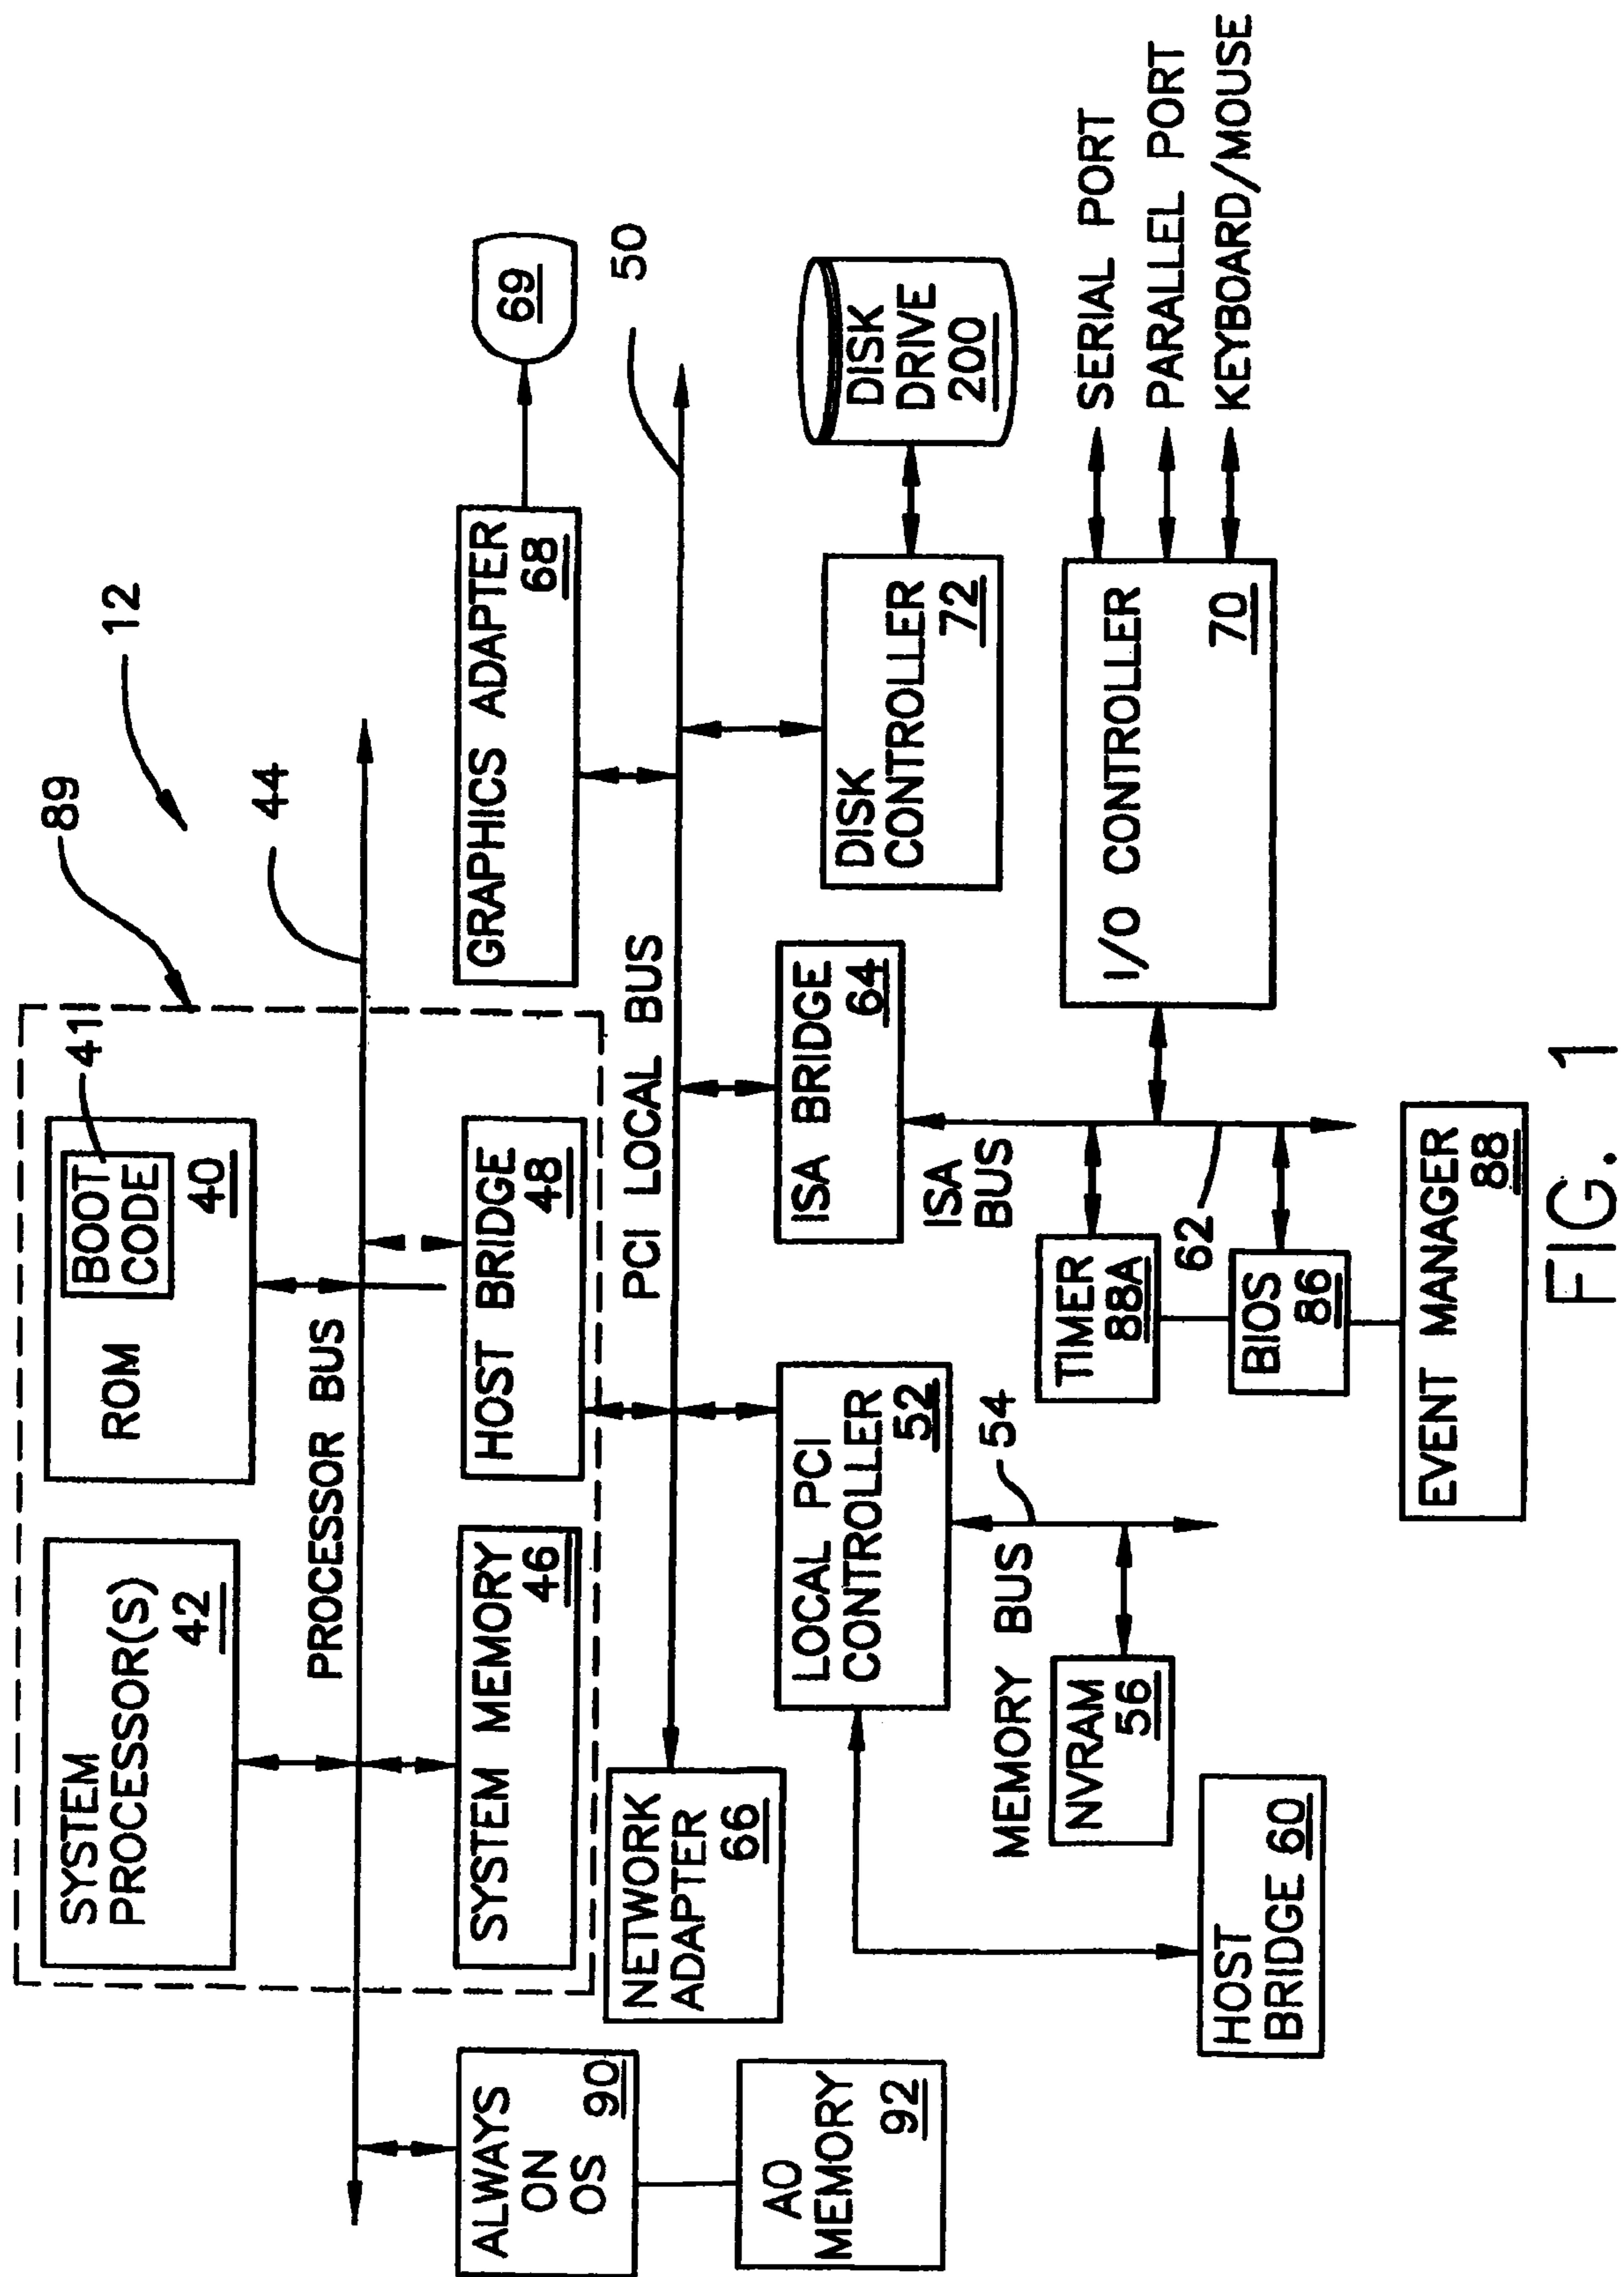 12
89
SYSTEM
PROCESSOR(S)
42
ROM
BOOT
CODE
40
41
PROCESSOR BUS
44
ALWAYS
ON
OS
90
AO
MEMORY
92
SYSTEM MEMORY
46
HOST BRIDGE
48
GRAPHICS ADAPTER
68
69
NETWORK
ADAPTER
66
PCI LOCAL BUS
50
LOCAL PCI
CONTROLLER
52
ISA BRIDGE
64
DISK
CONTROLLER
72
DISK
DRIVE
200
MEMORY BUS
54
NVRAM
56
HOST
BRIDGE 60
ISA
BUS
TIMER
88A
62
BIOS
86
EVENT MANAGER
88
I/O CONTROLLER
70
SERIAL PORT
PARALLEL PORT
KEYBOARD/MOUSE
FIG. 1